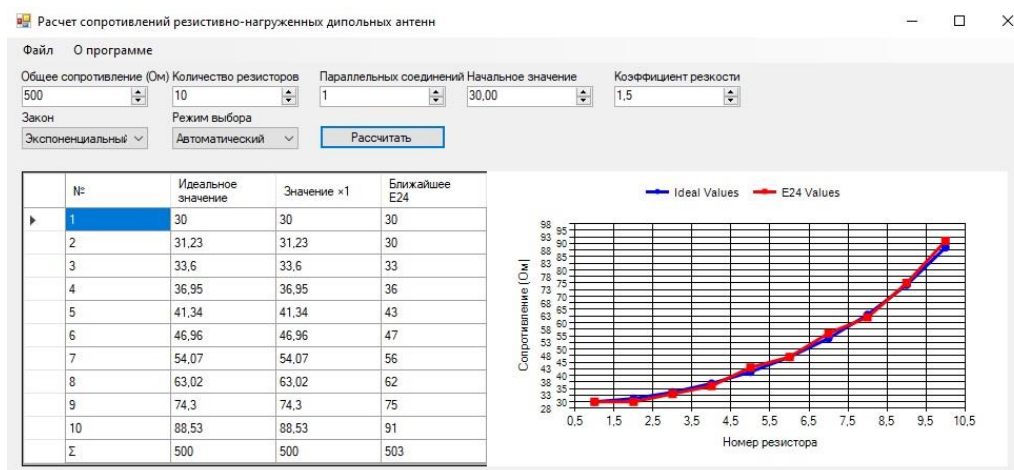 Расчет сопротивлений резистивно-нагруженных дипольных антенн
Файл О программе
Общее сопротивление (Ом) Количество резисторов Параллельных соединений Начальное значение Коэффициент резкости
500 10 1 30,00 1,5
Закон Режим выбора
Экспоненциальный Автоматический Рассчитать
№ Идеальное значение Значение ×1 Ближайшее E24
1 30 30 30
2 31,23 31,23 30
3 33,6 33,6 33
4 36,95 36,95 36
5 41,34 41,34 43
6 46,96 46,96 47
7 54,07 54,07 56
8 63,02 63,02 62
9 74,3 74,3 75
10 88,53 88,53 91
Σ 500 500 503
Ideal Values E24 Values
98
95
93
90
88
85
83
80
78
75
73
70
68
65
63
60
58
55
53
50
48
45
43
40
38
35
33
30
28
Сопротивление (Ом)
0,5 1,5 2,5 3,5 4,5 5,5 6,5 7,5 8,5 9,5 10,5
Номер резистора